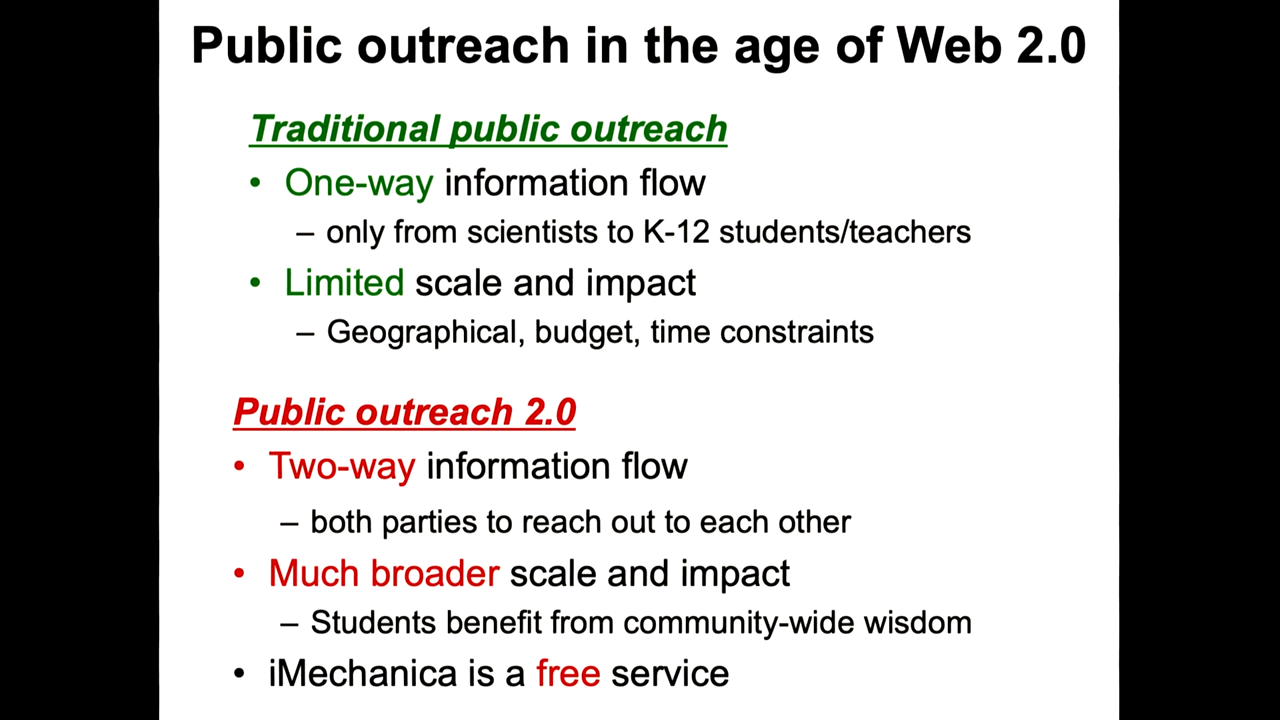 Public outreach in the age of Web 2.0
Traditional public outreach
• One-way information flow
– only from scientists to K-12 students/teachers
• Limited scale and impact
– Geographical, budget, time constraints
Public outreach 2.0
• Two-way information flow
– both parties to reach out to each other
• Much broader scale and impact
– Students benefit from community-wide wisdom
• iMechanica is a free service